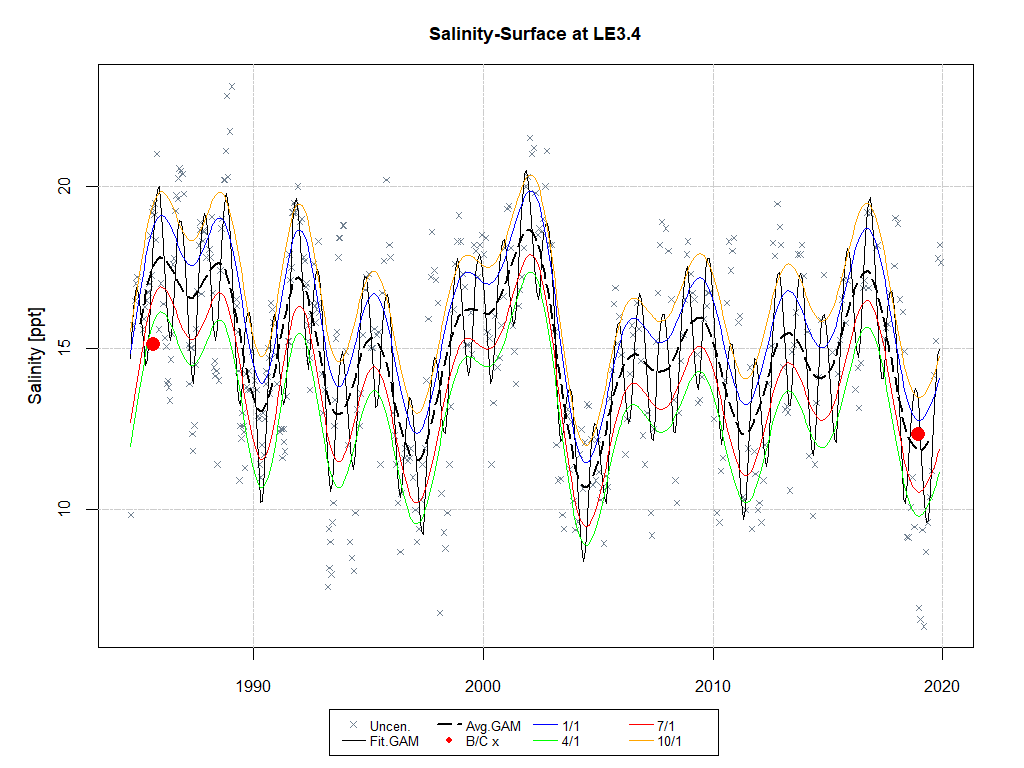 Salinity-Surface at LE3.4
Salinity [ppt]
20
15
10
1990 2000 2010 2020
Uncen. Avg.GAM 1/1 7/1
Fit.GAM B/C x 4/1 10/1